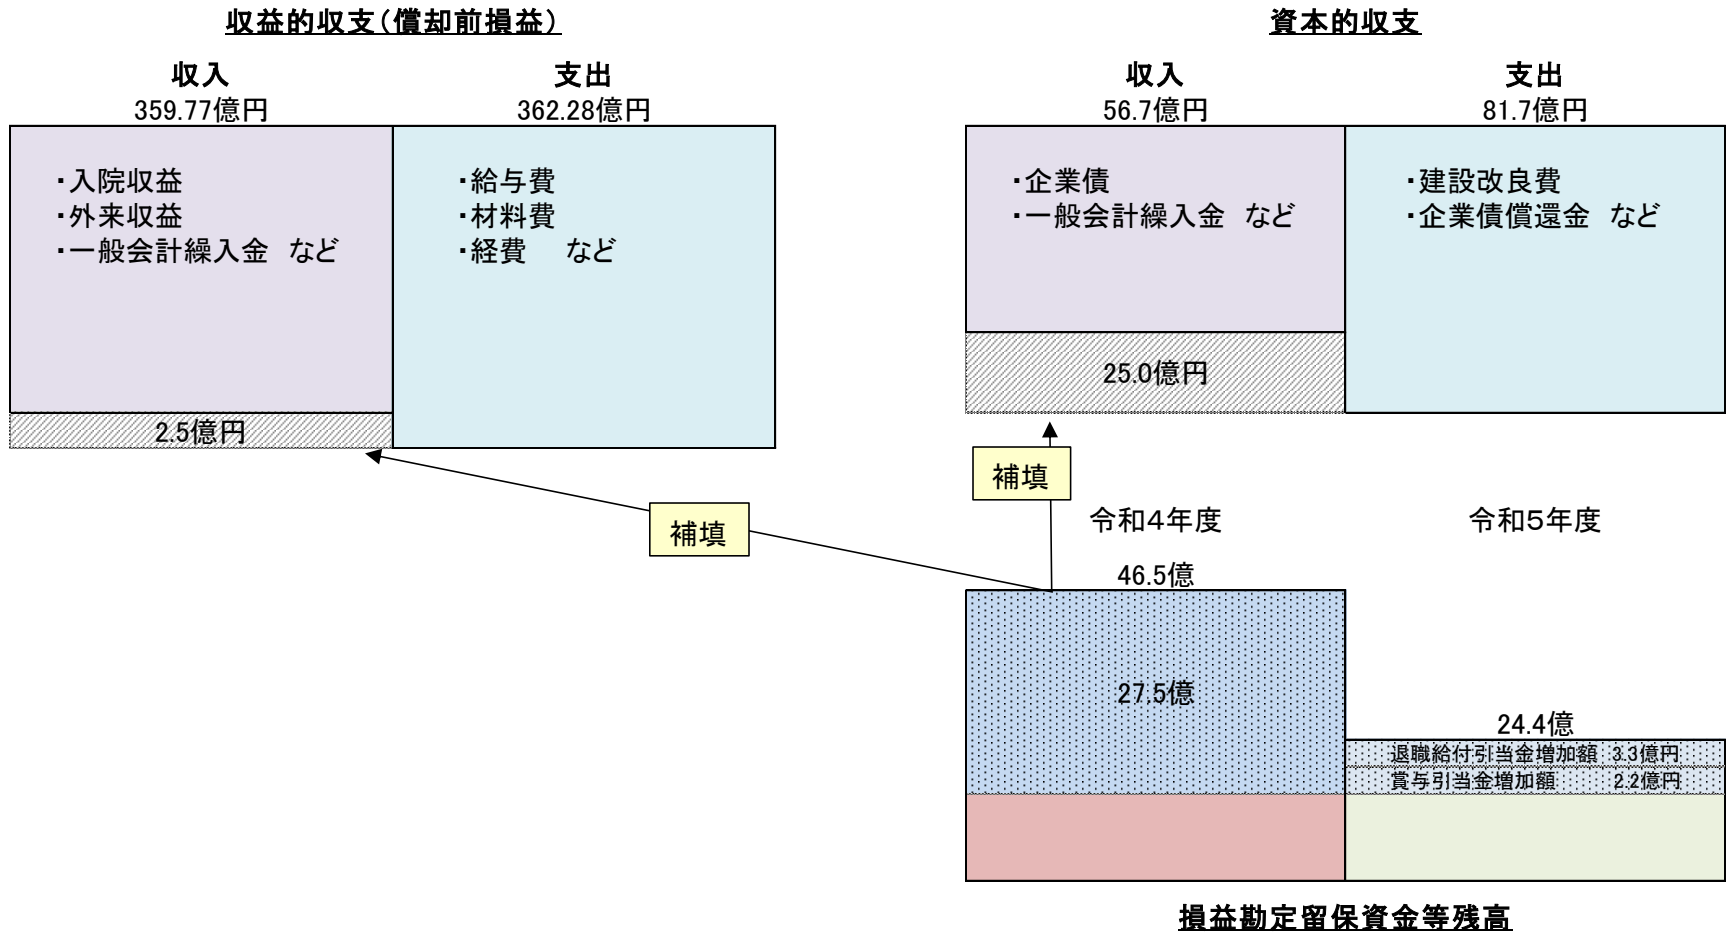 収益的収支(償却前損益)
収入
359.77億円
支出
362.28億円
・入院収益
・外来収益
・一般会計繰入金 など
・給与費
・材料費
・経費 など
2.5億円
資本的収支
収入
56.7億円
支出
81.7億円
・企業債
・一般会計繰入金 など
・建設改良費
・企業債償還金 など
25.0億円
補填
補填
令和4年度
令和5年度
46.5億
27.5億
24.4億
退職給付引当金増加額 3.3億円
賞与引当金増加額 2.2億円
損益勘定留保資金等残高